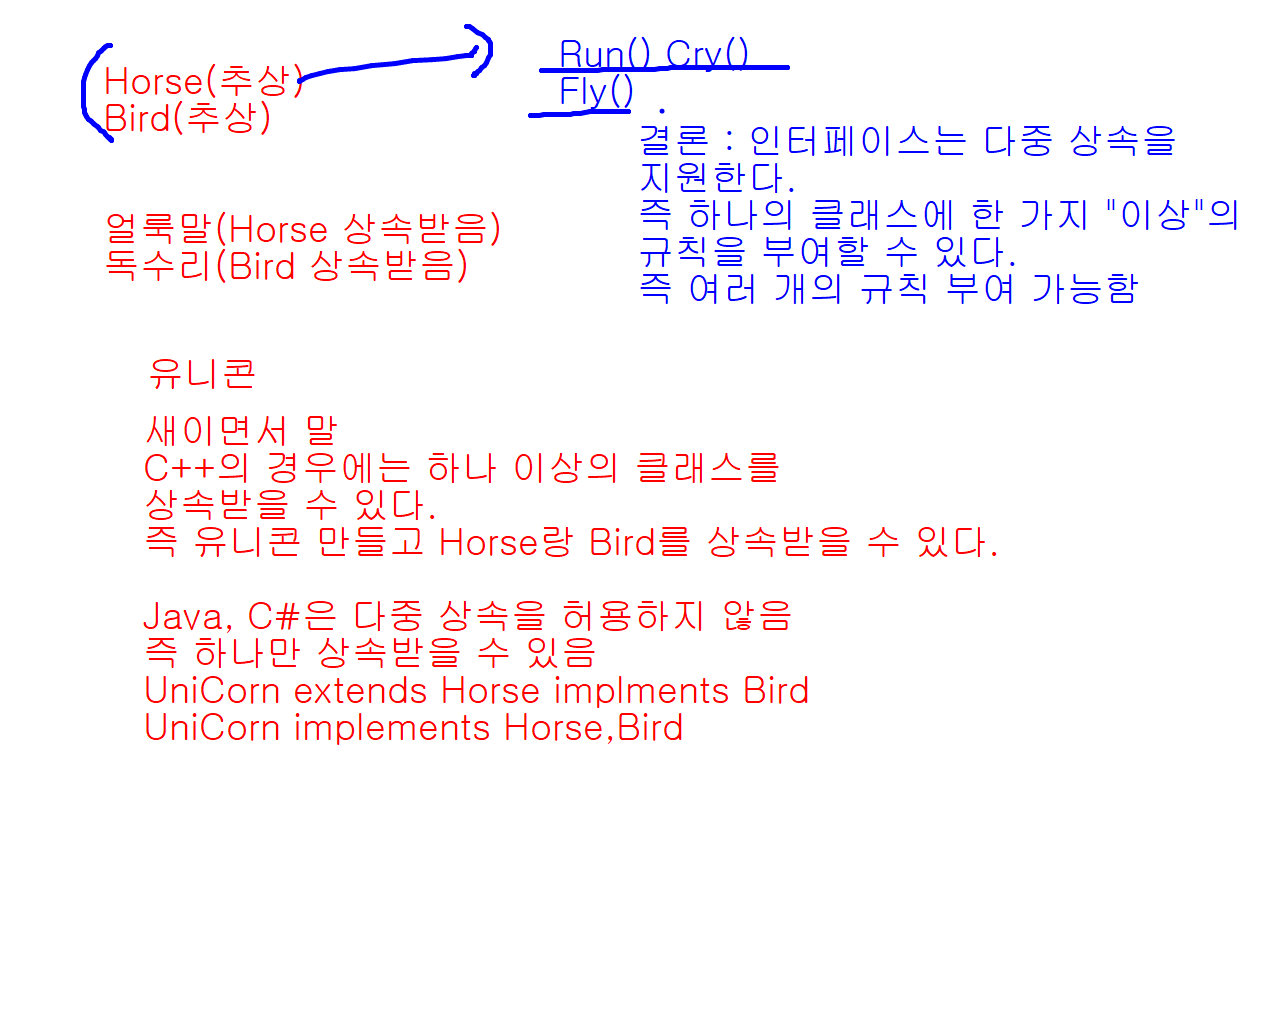 Horse(추상)
Bird(추상)
Run() Cry()
Fly()
결론 : 인터페이스는 다중 상속을
지원한다.
즉 하나의 클래스에 한 가지 "이상"의
규칙을 부여할 수 있다.
즉 여러 개의 규칙 부여 가능함
얼룩말(Horse 상속받음)
독수리(Bird 상속받음)
유니콘
새이면서 말
C++의 경우에는 하나 이상의 클래스를
상속받을 수 있다.
즉 유니콘 만들고 Horse랑 Bird를 상속받을 수 있다.
Java, C#은 다중 상속을 허용하지 않음
즉 하나만 상속받을 수 있음
UniCorn extends Horse implments Bird
UniCorn implements Horse,Bird